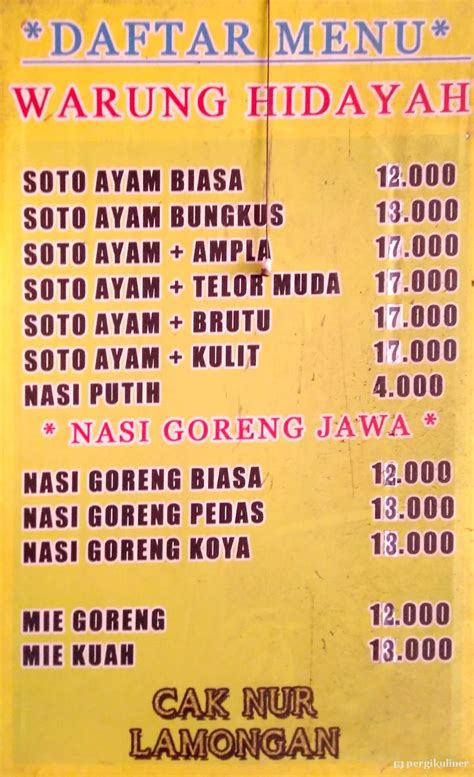 *DAFTAR MENU*
WARUNG HIDAYAH
SOTO AYAM BIASA 12.000
SOTO AYAM BUNGKUS 13.000
SOTO AYAM + AMPLA 17.000
SOTO AYAM + TELOR MUDA 17.000
SOTO AYAM + BRUTU 17.000
SOTO AYAM + KULIT 17.000
NASI PUTIH 4.000
* NASI GORENG JAWA *
NASI GORENG BIASA 12.000
NASI GORENG PEDAS 13.000
NASI GORENG KOYA 13.000
MIE GORENG 12.000
MIE KUAH 13.000
CAK NUR
LAMONGAN
pergikuliner